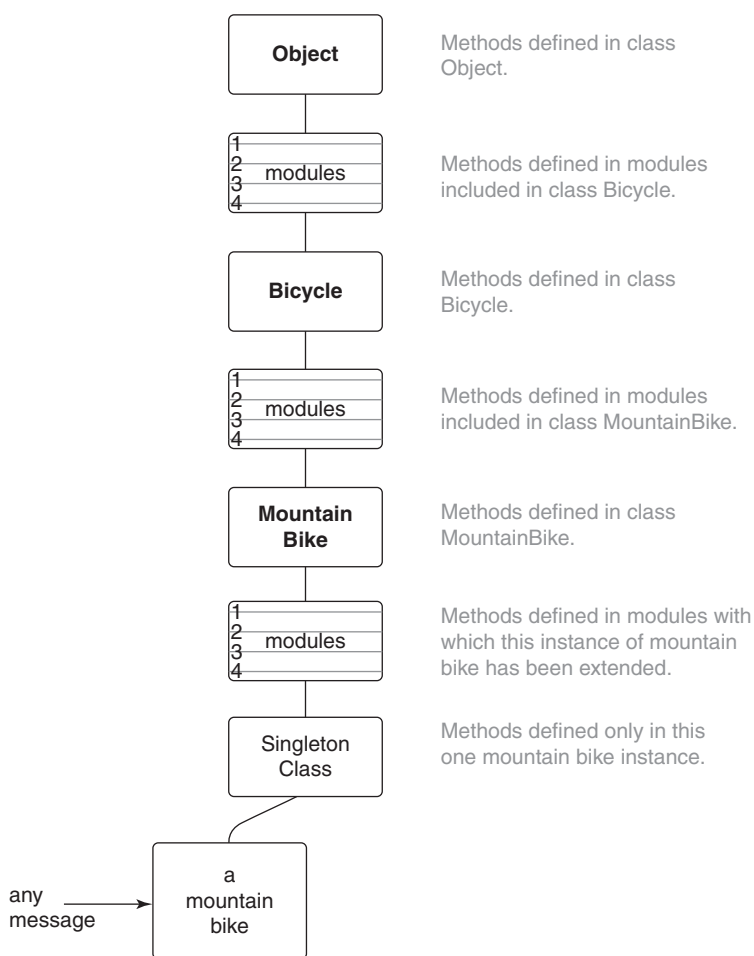 Object
Methods defined in class
Object.
1
2
3
4
modules
Methods defined in modules
included in class Bicycle.
Bicycle
Methods defined in class
Bicycle.
1
2
3
4
modules
Methods defined in modules
included in class MountainBike.
Mountain
Bike
Methods defined in class
MountainBike.
1
2
3
4
modules
Methods defined in modules with
which this instance of mountain
bike has been extended.
Singleton
Class
Methods defined only in this
one mountain bike instance.
any
message
a
mountain
bike